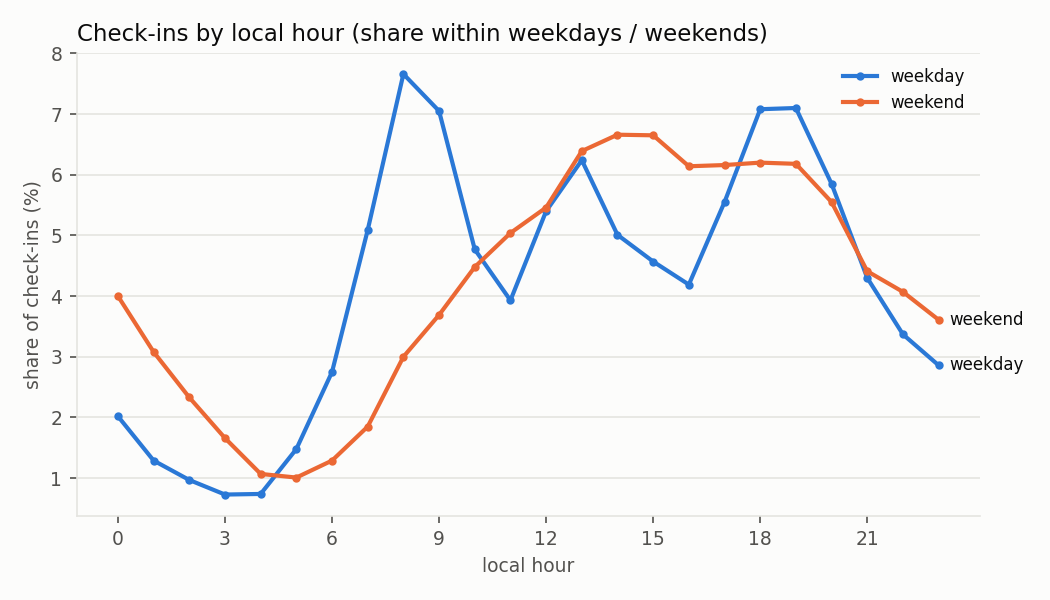 Check-ins by local hour (share within weekdays / weekends)
8
7
6
5
4
3
2
1
share of check-ins (%)
weekday
weekend
weekend
weekday
0 3 6 9 12 15 18 21
local hour